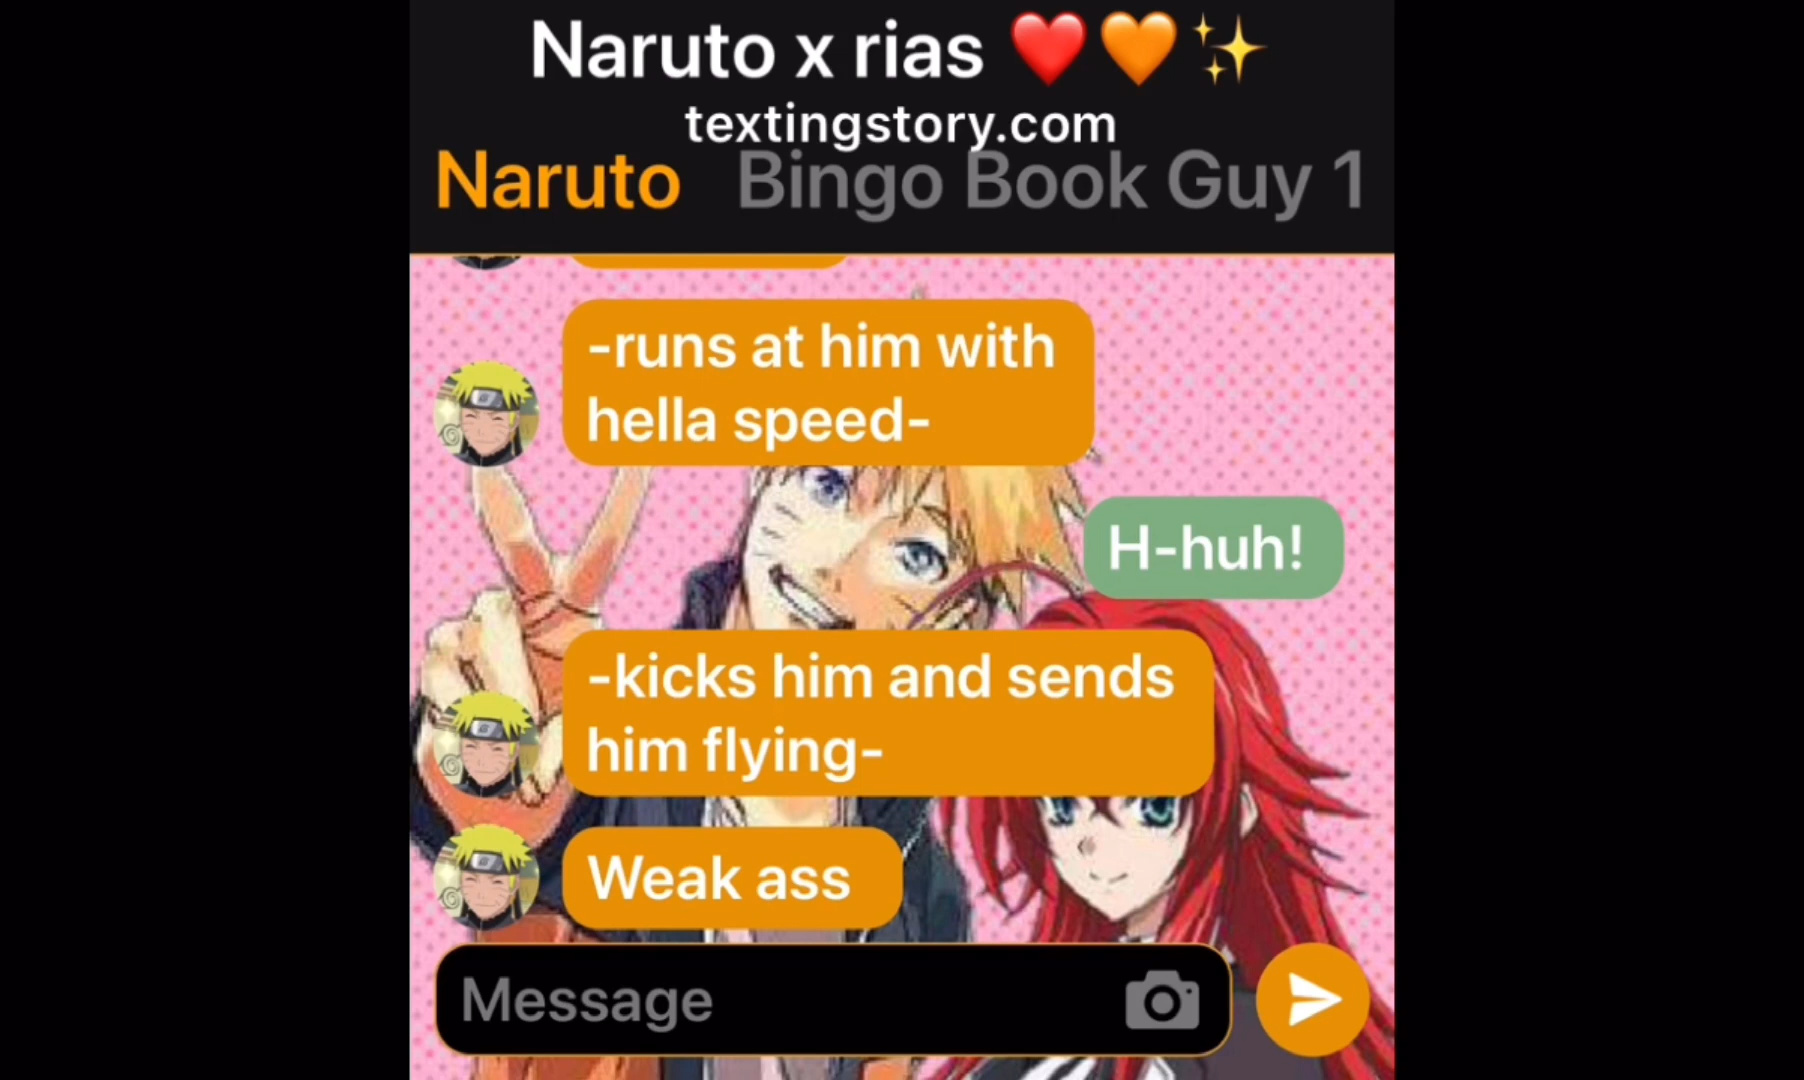 Naruto x rias ❤️🧡✨
textingstory.com
Naruto Bingo Book Guy 1
-runs at him with
hella speed-
H-huh!
-kicks him and sends
him flying-
Weak ass
Message